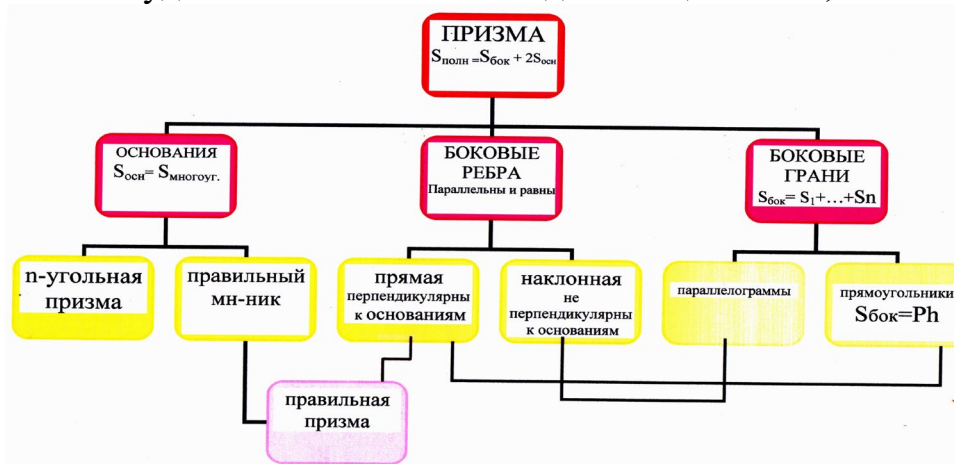 ПРИЗМА
Sполн =Sбок + 2Sосн
ОСНОВАНИЯ
Sосн= Sмногоуг.
БОКОВЫЕ
РЕБРА
Параллельны и равны
БОКОВЫЕ
ГРАНИ
Sбок= S1+…+Sn
n-угольная
призма
правильный
мн-ник
прямая
перпендикулярны
к основаниям
наклонная
не
перпендикулярны
к основаниям
параллелограммы
прямоугольники
Sбок=Ph
правильная
призма